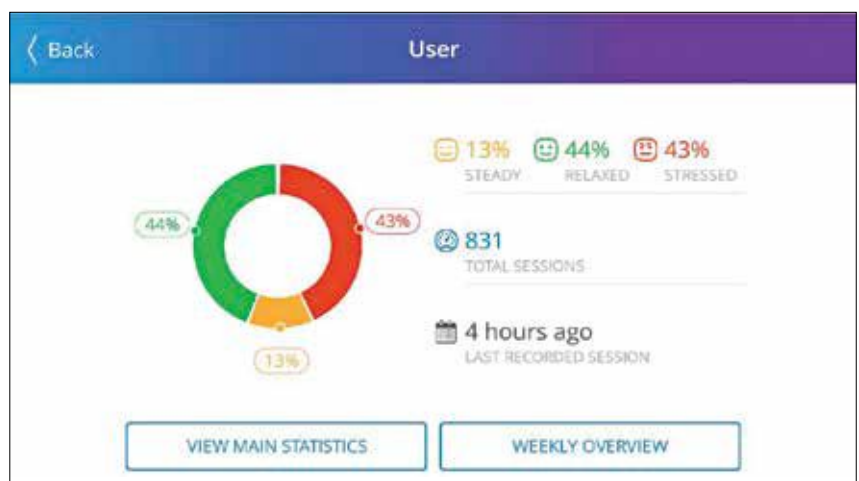 Back
User
13% 44% 43%
STEADY RELAXED STRESSED
44%
43%
831
TOTAL SESSIONS
4 hours ago
LAST RECORDED SESSION
13%
VIEW MAIN STATISTICS
WEEKLY OVERVIEW